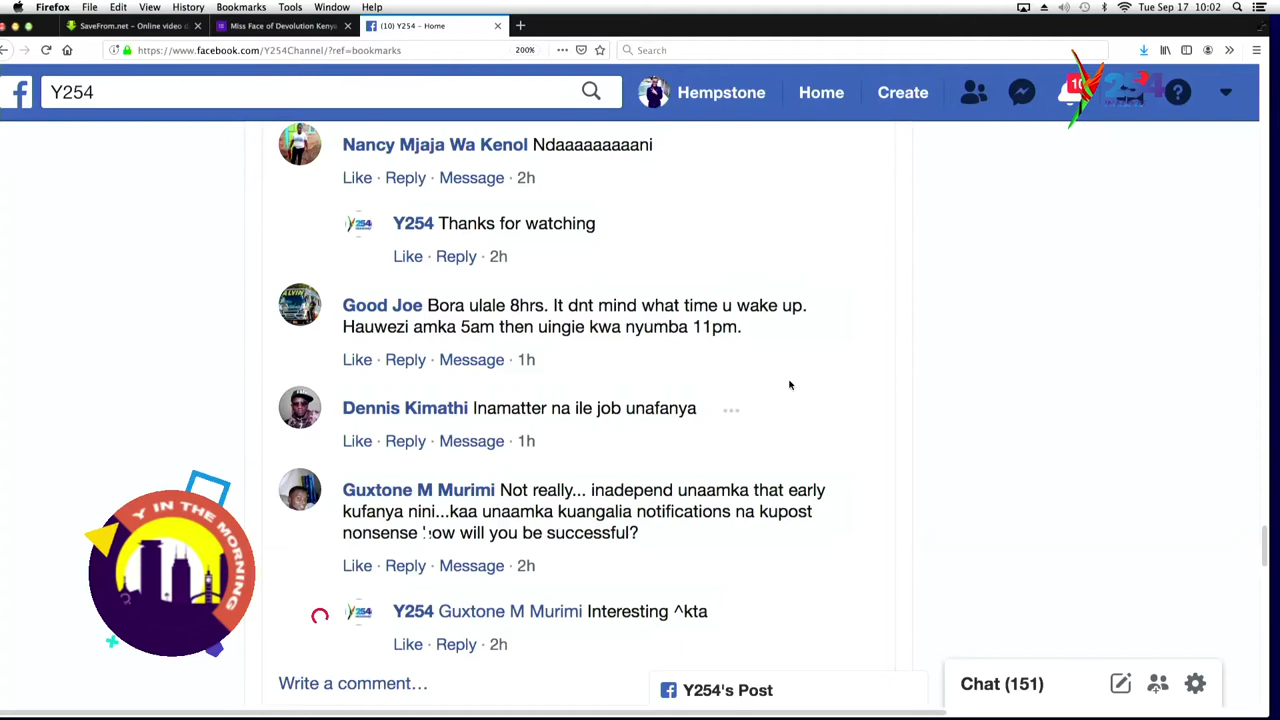 Firefox File Edit View History Bookmarks Tools Window Help Tue Sep 17 10:02
SaveFrom.net - Online video d
Miss Face of Devolution Kenya
(10) Y254 - Home
https://www.facebook.com/Y254Channel/?ref=bookmarks
200%
Search
Y254
Hempstone
Home
Create
10
254
Nancy Mjaja Wa Kenol Ndaaaaaaaaani
Like · Reply · Message · 2h
Y254 Thanks for watching
Like · Reply · 2h
Good Joe Bora ulale 8hrs. It dnt mind what time u wake up.
Hauwezi amka 5am then uingie kwa nyumba 11pm.
Like · Reply · Message · 1h
Dennis Kimathi Inamatter na ile job unafanya
Like · Reply · Message · 1h
Guxtone M Murimi Not really... inadepend unaamka that early
kufanya nini...kaa unaamka kuangalia notifications na kupost
nonsense how will you be successful?
Like · Reply · Message · 2h
Y254 Guxtone M Murimi Interesting ^kta
Like · Reply · 2h
Write a comment…
Y254's Post
Chat (151)
Y IN THE MORNING